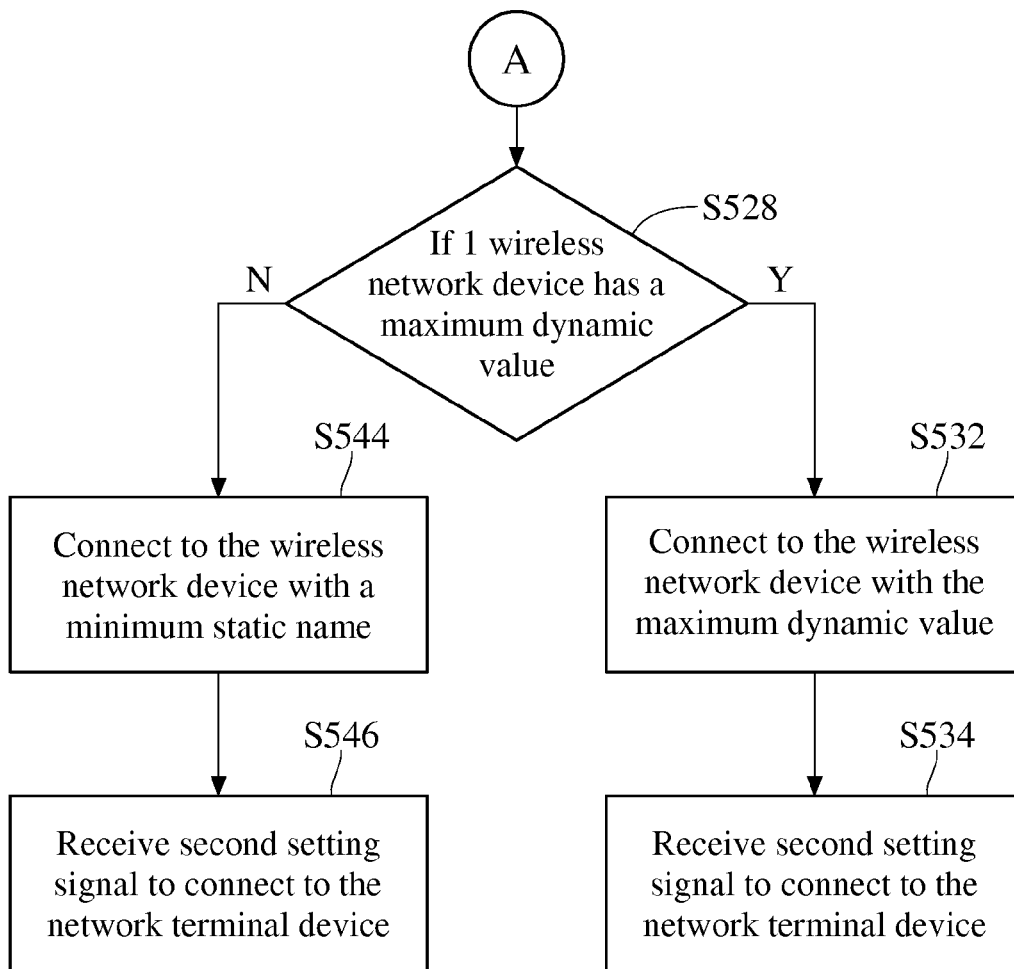 A
S528
If 1 wireless
network device has a
maximum dynamic
value
N
Y
S544
Connect to the wireless
network device with a
minimum static name
S532
Connect to the wireless
network device with the
maximum dynamic value
S546
Receive second setting
signal to connect to the
network terminal device
S534
Receive second setting
signal to connect to the
network terminal device